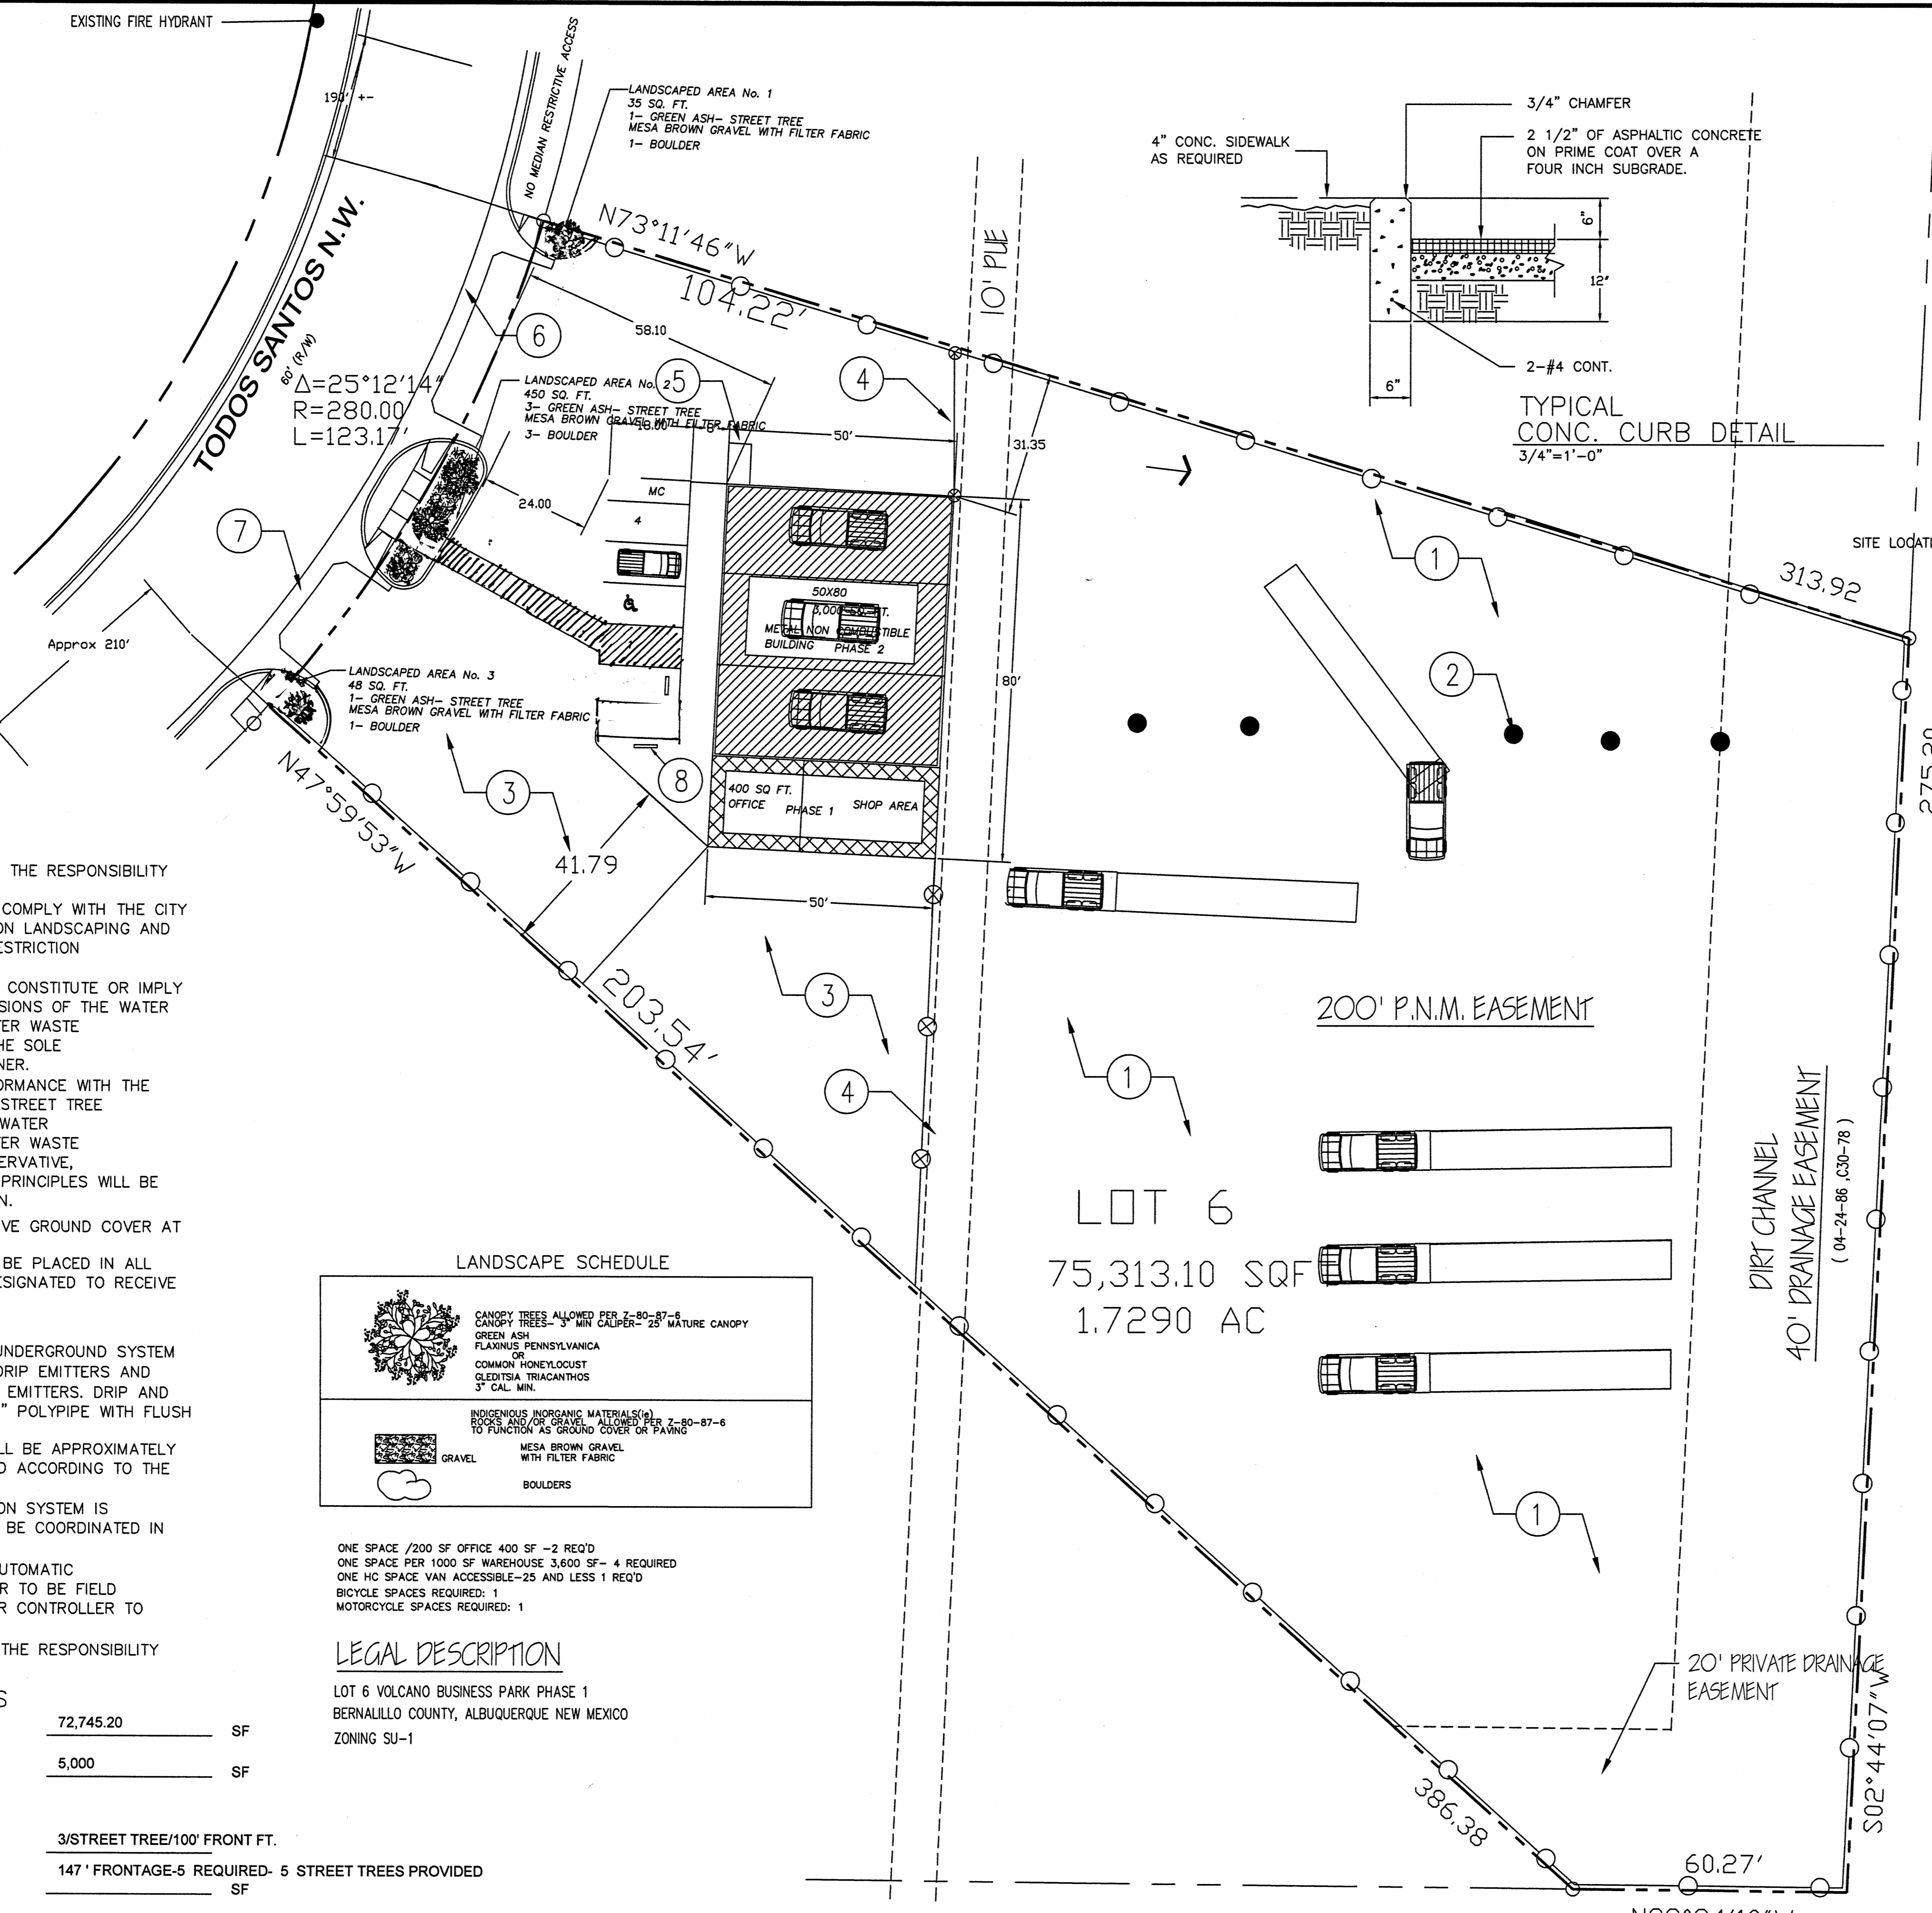 EXISTING FIRE HYDRANT
190' +-
NO MEDIAN RESTRICTIVE ACCESS
LANDSCAPED AREA No. 1
35 SQ. FT.
1- GREEN ASH- STREET TREE
MESA BROWN GRAVEL WITH FILTER FABRIC
1- BOULDER
N73°11'46"W
104.22'
10' PUE
4" CONC. SIDEWALK
AS REQUIRED
3/4" CHAMFER
2 1/2" OF ASPHALTIC CONCRETE
ON PRIME COAT OVER A
FOUR INCH SUBGRADE.
6"
12"
2-#4 CONT.
6"
TYPICAL
CONC. CURB DETAIL
3/4"=1'-0"
TODOS SANTOS N.W.
60' (R/W)
Δ=25°12'14"
R=280.00
L=123.17'
6
58.10
5
4
LANDSCAPED AREA No. 2
450 SQ. FT.
3- GREEN ASH- STREET TREE
MESA BROWN GRAVEL WITH FILTER FABRIC
3- BOULDER
18.00
6'
50'
31.35
24.00
MC
4
7
1
SITE LOCATI
313.92
50X80
3,000 SQ. FT.
METAL NON COMBUSTIBLE
BUILDING PHASE 2
80'
2
275.20
Approx 210'
LANDSCAPED AREA No. 3
48 SQ. FT.
1- GREEN ASH- STREET TREE
MESA BROWN GRAVEL WITH FILTER FABRIC
1- BOULDER
8
3
N47°59'53"W
400 SQ FT.
OFFICE
PHASE 1
SHOP AREA
41.79
50'
203.54'
3
4
1
200' P.N.M. EASEMENT
THE RESPONSIBILITY
COMPLY WITH THE CITY
ON LANDSCAPING AND
ESTRICTION
CONSTITUTE OR IMPLY
SIONS OF THE WATER
TER WASTE
HE SOLE
NER.
ORMANCE WITH THE
STREET TREE
WATER
TER WASTE
SERVATIVE,
PRINCIPLES WILL BE
N.
VE GROUND COVER AT
BE PLACED IN ALL
ESIGNATED TO RECEIVE
UNDERGROUND SYSTEM
DRIP EMITTERS AND
EMITTERS. DRIP AND
" POLYPIPE WITH FLUSH
LL BE APPROXIMATELY
D ACCORDING TO THE
ON SYSTEM IS
BE COORDINATED IN
UTOMATIC
R TO BE FIELD
R CONTROLLER TO
THE RESPONSIBILITY
S
72,745.20 SF
5,000 SF
3/STREET TREE/100' FRONT FT.
147 ' FRONTAGE-5 REQUIRED- 5 STREET TREES PROVIDED
SF
LOT 6
75,313.10 SQF
1.7290 AC
DIRT CHANNEL
40' DRAINAGE EASEMENT
( 04-24-86 ,C30-78 )
LANDSCAPE SCHEDULE
CANOPY TREES ALLOWED PER Z-80-87-6
CANOPY TREES- 3" MIN CALIPER- 25' MATURE CANOPY
GREEN ASH
FLAXINUS PENNSYLVANICA
OR
COMMON HONEYLOCUST
GLEDITSIA TRIACANTHOS
3" CAL. MIN.
INDIGENIOUS INORGANIC MATERIALS(ie)
ROCKS AND/OR GRAVEL ALLOWED PER Z-80-87-6
TO FUNCTION AS GROUND COVER OR PAVING
GRAVEL
MESA BROWN GRAVEL
WITH FILTER FABRIC
BOULDERS
ONE SPACE /200 SF OFFICE 400 SF -2 REQ'D
ONE SPACE PER 1000 SF WAREHOUSE 3,600 SF- 4 REQUIRED
ONE HC SPACE VAN ACCESSIBLE-25 AND LESS 1 REQ'D
BICYCLE SPACES REQUIRED: 1
MOTORCYCLE SPACES REQUIRED: 1
LEGAL DESCRIPTION
LOT 6 VOLCANO BUSINESS PARK PHASE 1
BERNALILLO COUNTY, ALBUQUERQUE NEW MEXICO
ZONING SU-1
1
20' PRIVATE DRAINAGE
EASEMENT
386.38
S02°44'07"W
60.27'